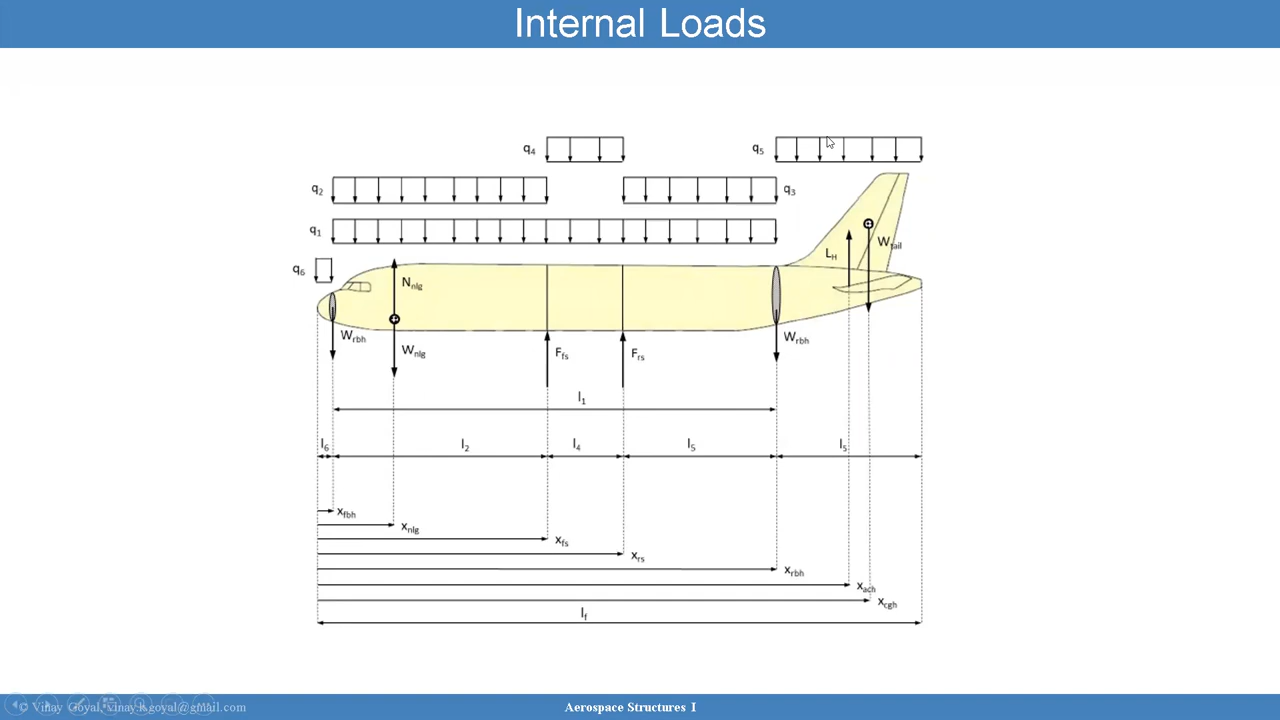 Internal Loads
q4
q5
q2
q3
q1
LH
Wtail
q6
Nnlg
Wrbh
Wnlg
Ffs
Frs
Wrbh
l1
l6
l2
l4
l5
l5
xfbh
xnlg
xfs
xrs
xrbh
xach
xcgh
lf
© Vinay Goyal, vinay.k.goyal@gmail.com
Aerospace Structures I